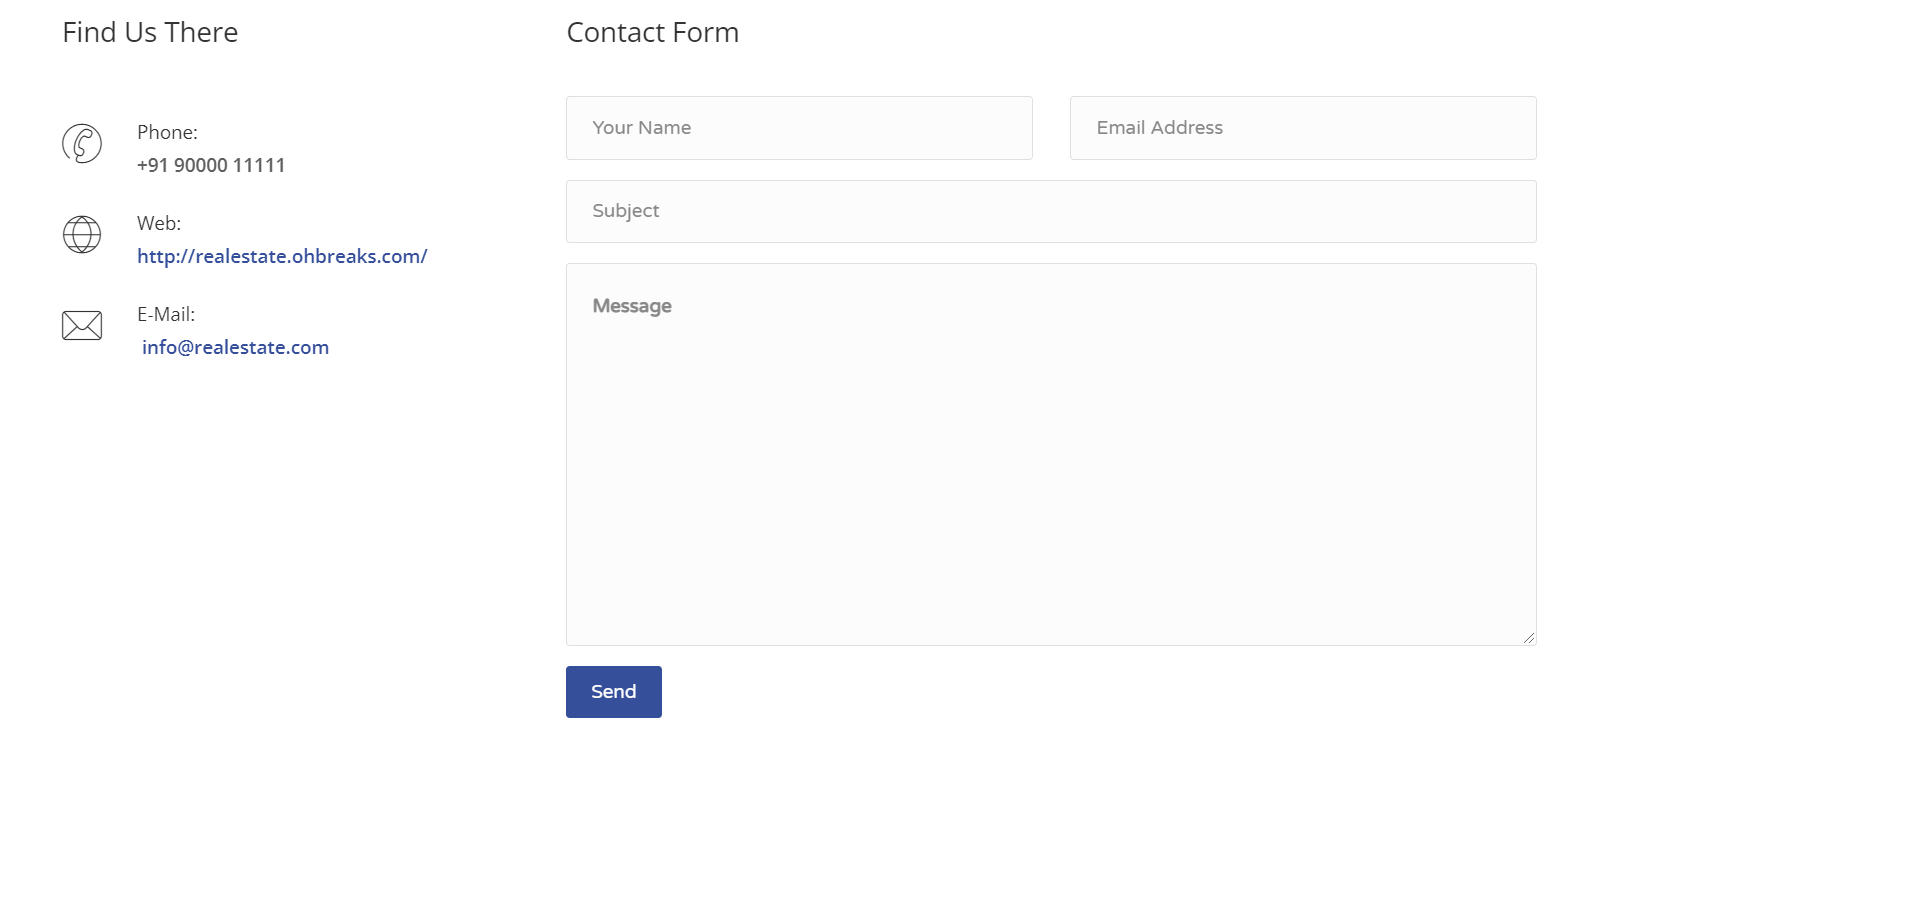 Find Us There
Phone:
+91 90000 11111
Web:
http://realestate.ohbreaks.com/
E-Mail:
info@realestate.com
Contact Form
Your Name
Email Address
Subject
Message
Send